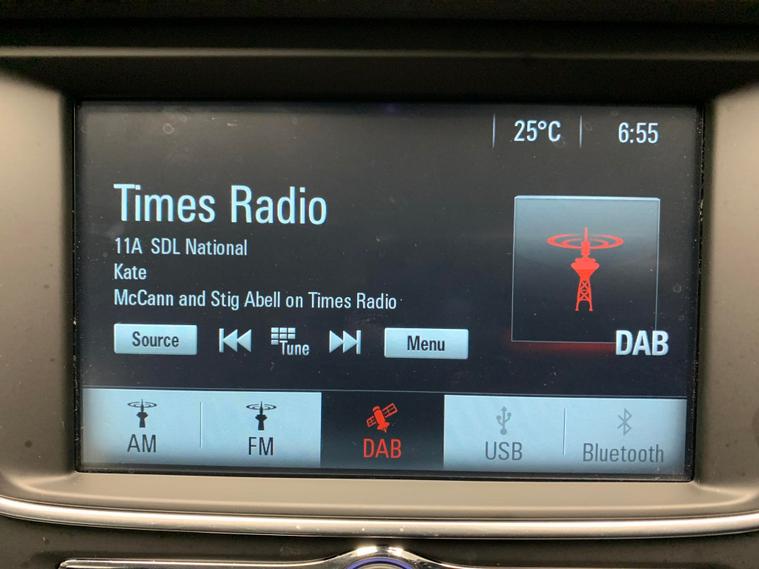 25°C 6:55
Times Radio
11A SDL National
Kate
McCann and Stig Abell on Times Radio
Source Tune Menu
DAB
AM FM DAB USB Bluetooth